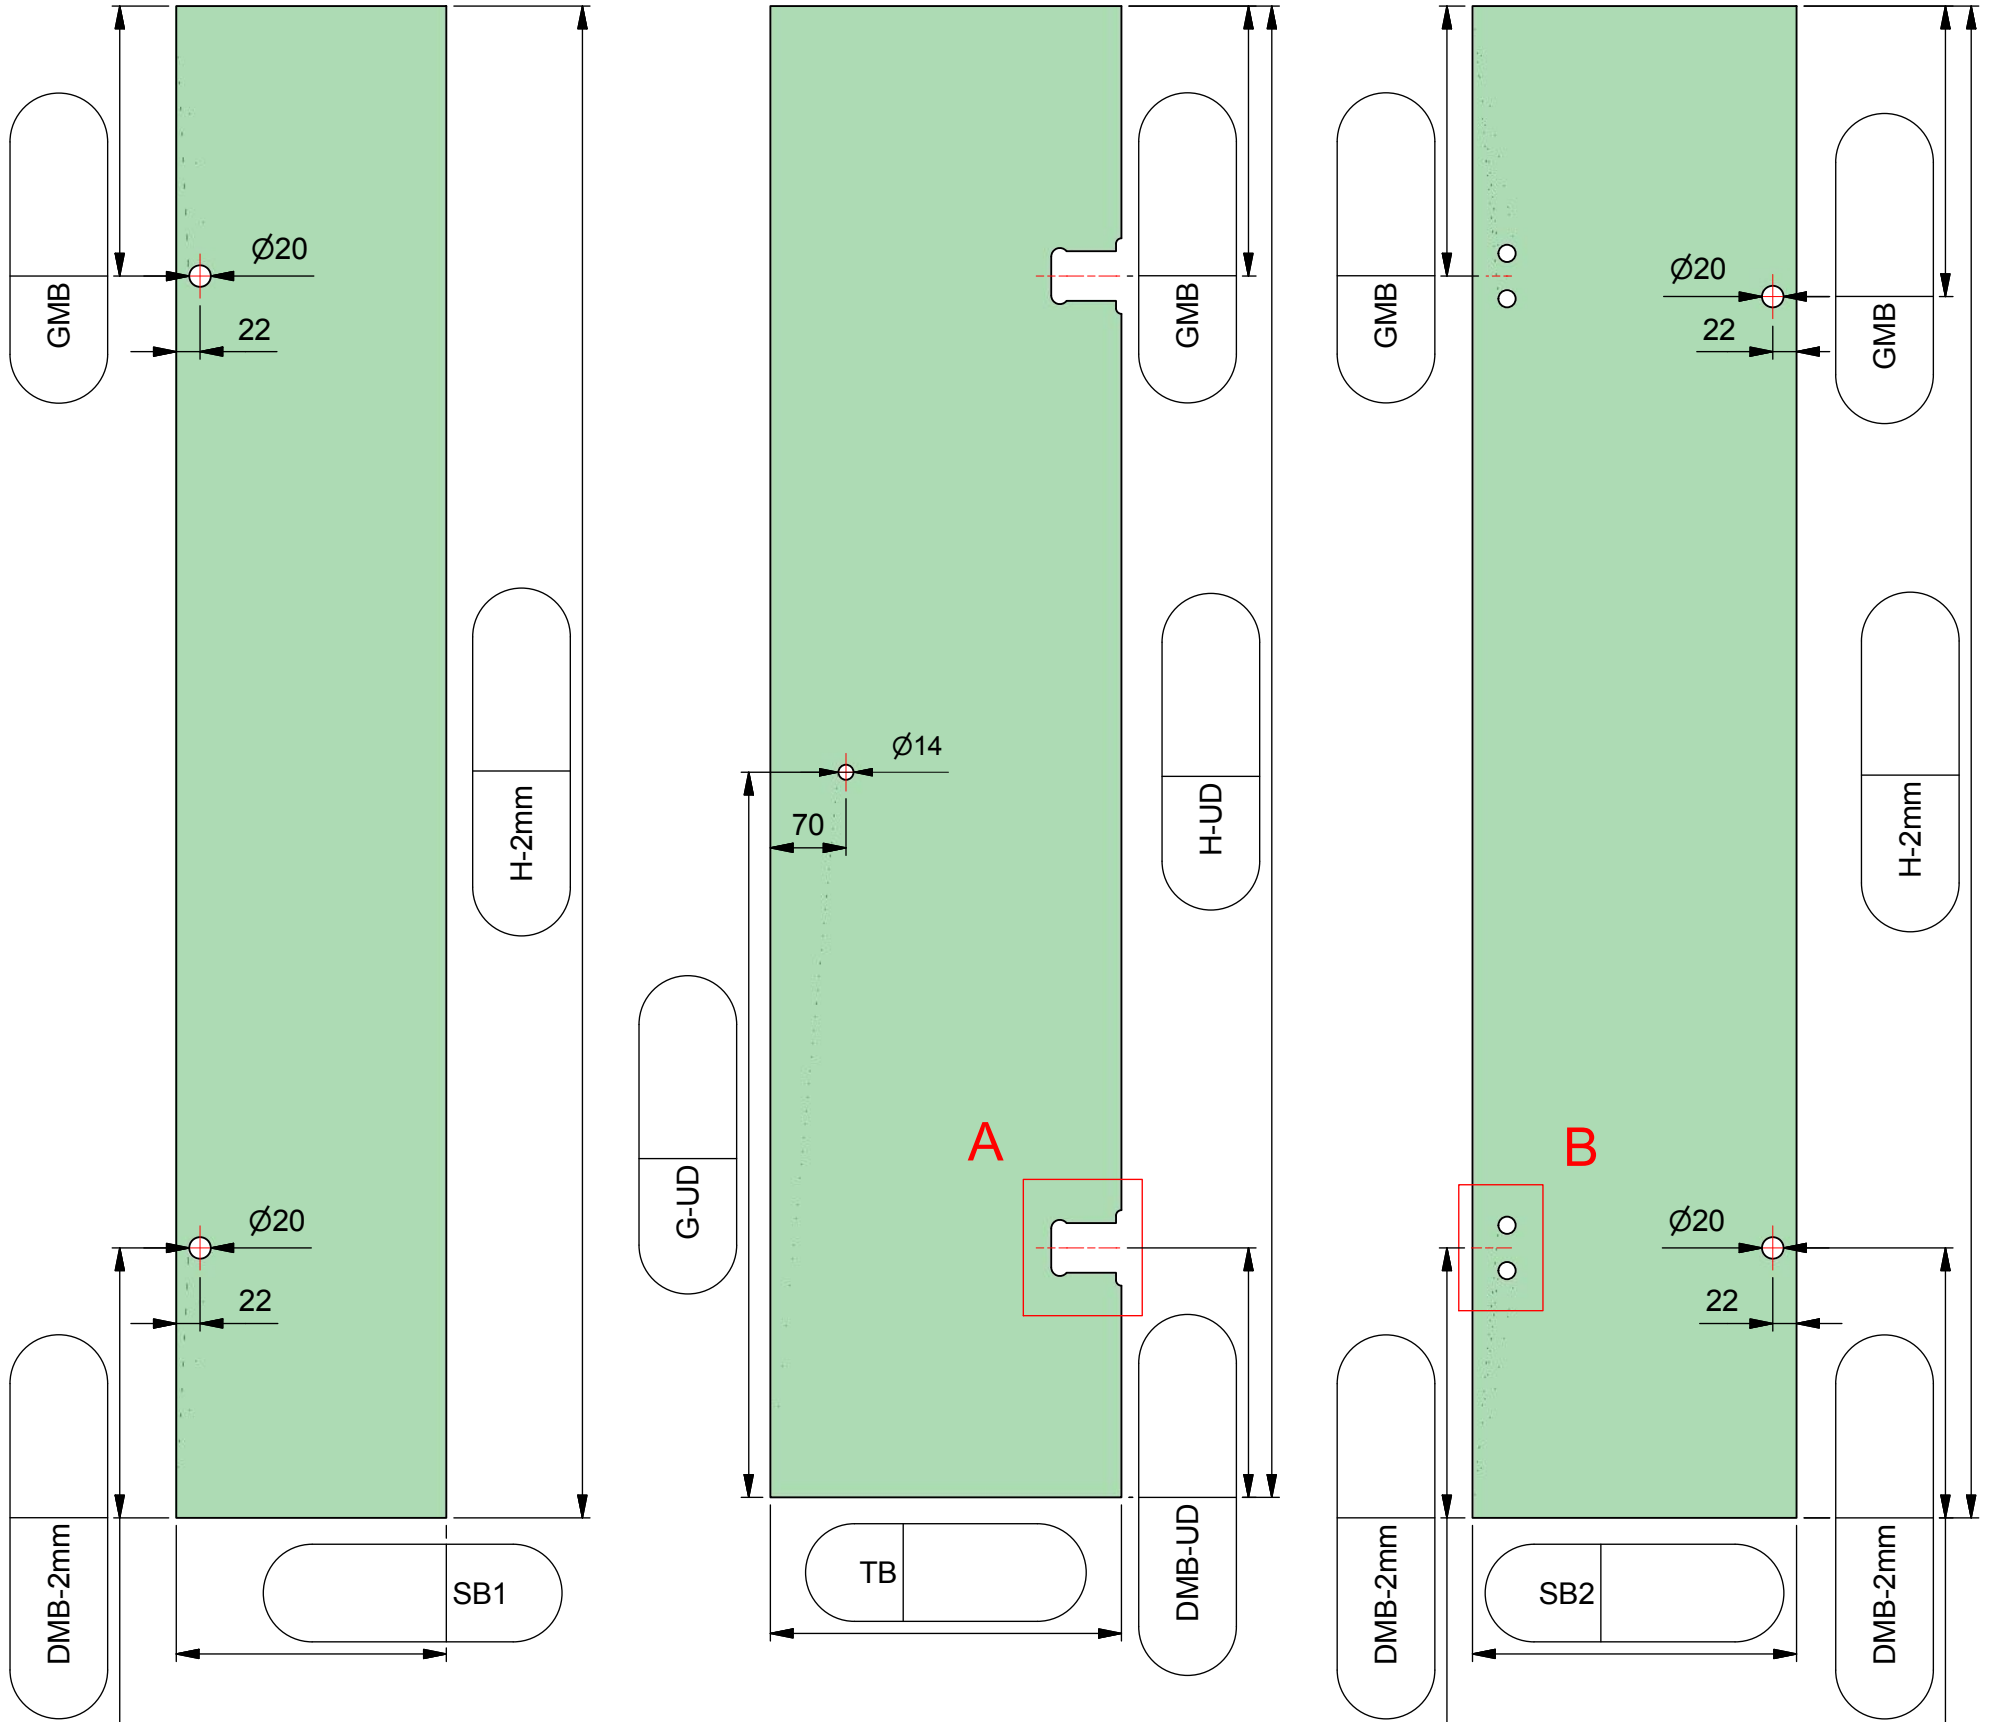 GMB
Ø20
22
H-2mm
Ø20
22
DMB-2mm
SB1
GMB
Ø14
70
H-UD
G-UD
A
DMB-UD
TB
GMB
Ø20
22
GMB
H-2mm
B
Ø20
22
DMB-2mm
SB2
DMB-2mm